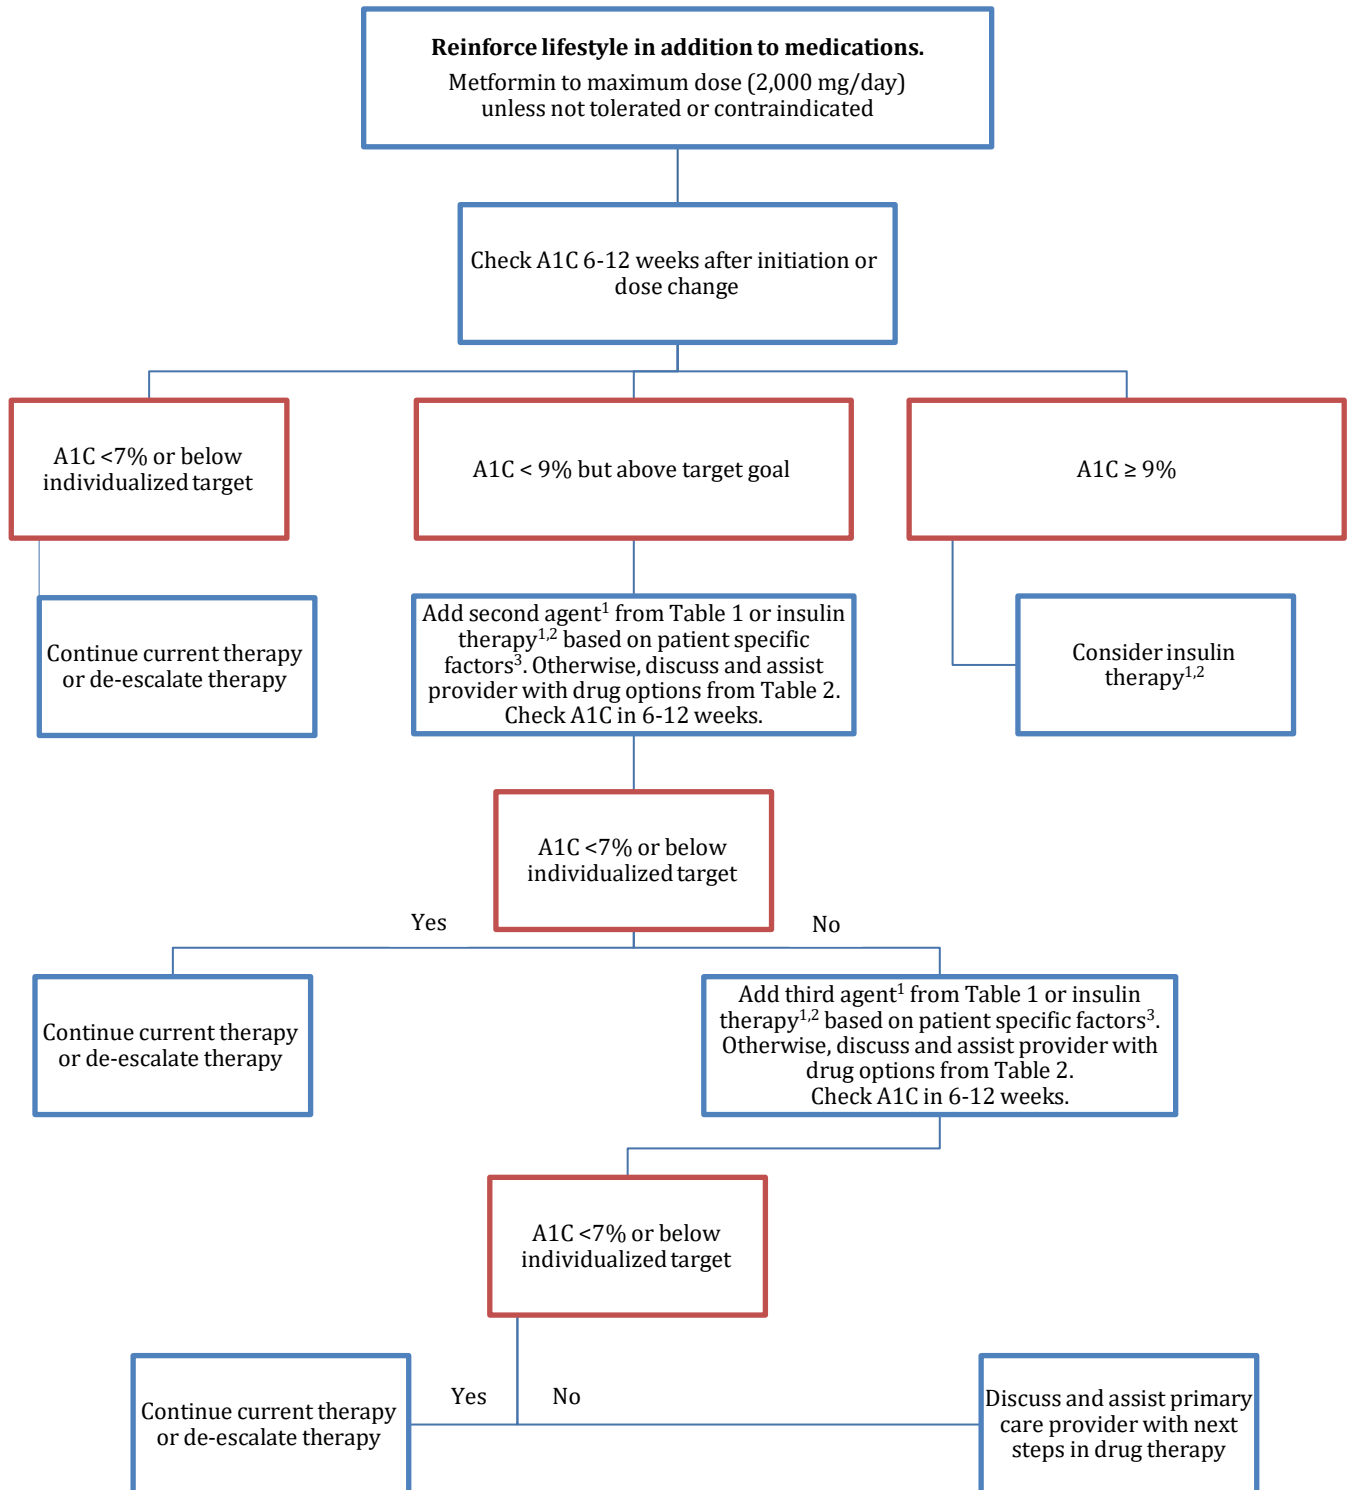 Reinforce lifestyle in addition to medications.
Metformin to maximum dose (2,000 mg/day)
unless not tolerated or contraindicated
Check A1C 6-12 weeks after initiation or
dose change
A1C <7% or below
individualized target
A1C < 9% but above target goal
A1C ≥ 9%
Continue current therapy
or de-escalate therapy
Add second agent1 from Table 1 or insulin
therapy1,2 based on patient specific
factors3. Otherwise, discuss and assist
provider with drug options from Table 2.
Check A1C in 6-12 weeks.
Consider insulin
therapy1,2
A1C <7% or below
individualized target
Yes
No
Continue current therapy
or de-escalate therapy
Add third agent1 from Table 1 or insulin
therapy1,2 based on patient specific factors3.
Otherwise, discuss and assist provider with
drug options from Table 2.
Check A1C in 6-12 weeks.
A1C <7% or below
individualized target
Yes
No
Continue current therapy
or de-escalate therapy
Discuss and assist primary
care provider with next
steps in drug therapy